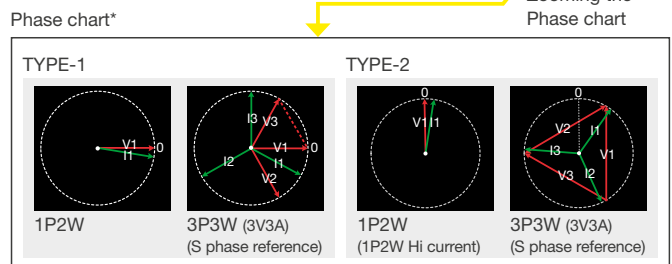 Zooming the
Phase chart
Phase chart*
TYPE-1
TYPE-2
V1
I1
0
1P2W
I3
V3
V1
0
I1
I2
V2
3P3W (3V3A)
(S phase reference)
0
V1
I1
1P2W
(1P2W Hi current)
0
V2
I1
I3
V1
V3
I2
3P3W (3V3A)
(S phase reference)